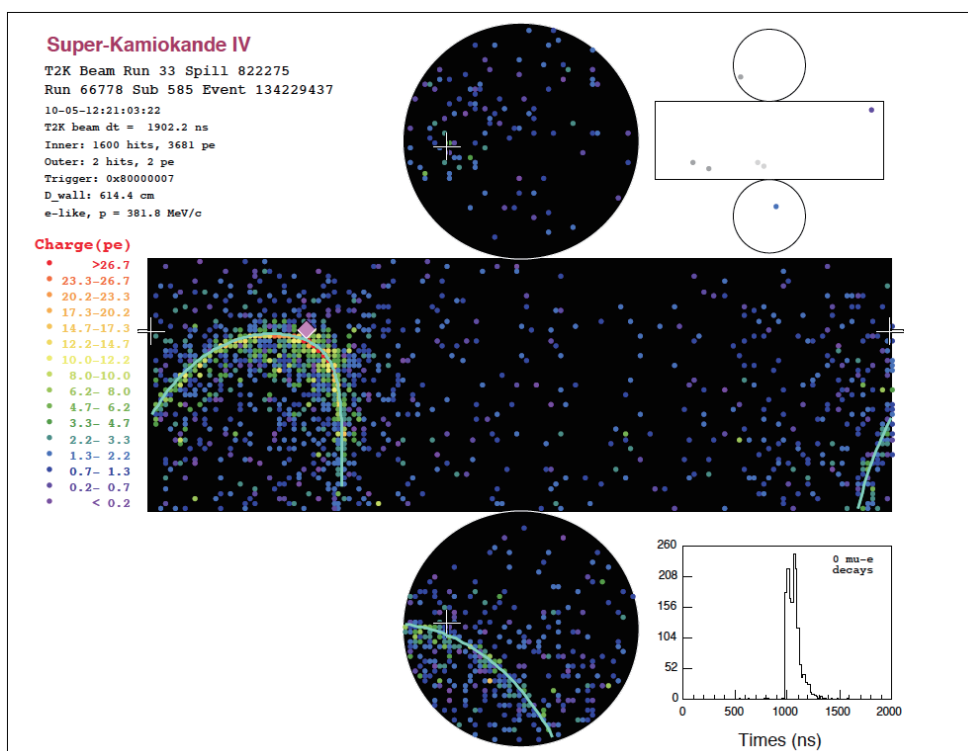 Super-Kamiokande IV
T2K Beam Run 33 Spill 822275
Run 66778 Sub 585 Event 134229437
10-05-12:21:03:22
T2K beam dt = 1902.2 ns
Inner: 1600 hits, 3681 pe
Outer: 2 hits, 2 pe
Trigger: 0x80000007
D_wall: 614.4 cm
e-like, p = 381.8 MeV/c
Charge(pe)
>26.7
23.3-26.7
20.2-23.3
17.3-20.2
14.7-17.3
12.2-14.7
10.0-12.2
8.0-10.0
6.2- 8.0
4.7- 6.2
3.3- 4.7
2.2- 3.3
1.3- 2.2
0.7- 1.3
0.2- 0.7
< 0.2
0 mu-e
decays
260
208
156
104
52
0
0 500 1000 1500 2000
Times (ns)